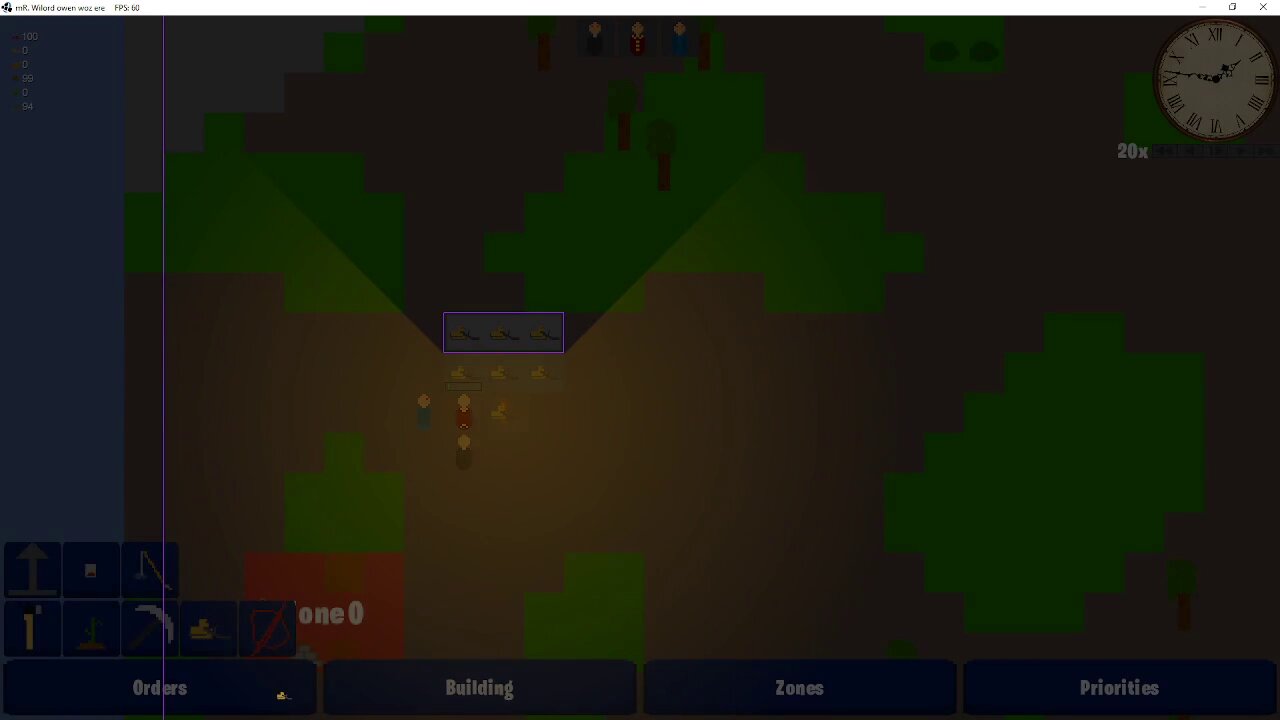 mR. Wilord owen woz ere FPS: 60
100
0
0
99
0
94
XII
20x
one 0
Orders
Building
Zones
Priorities